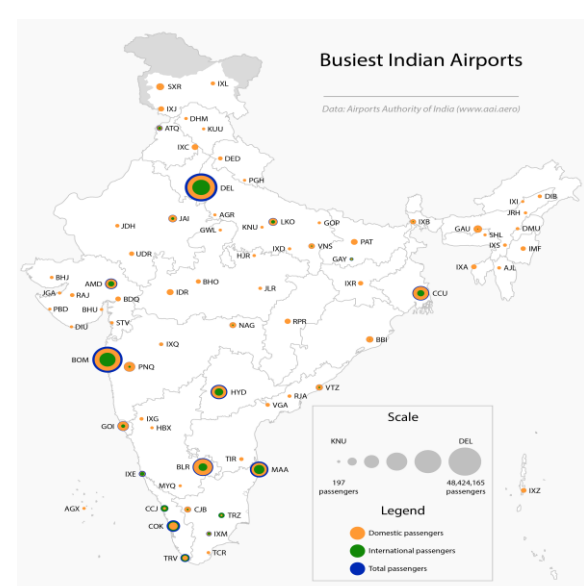 Busiest Indian Airports
Data: Airports Authority of India (www.aai.aero)
SXR
IXL
IXJ
DHM
ATQ
KUU
IXC
DED
PGH
DEL
DIB
IXI
JRH
AGR
JAI
LKO
GOP
IXB
JDH
GWL
KNU
GAU
SHL
DMU
PAT
VNS
IXS
IMF
UDR
HJR
IXD
GAY
IXA
AJL
BHJ
AMD
BHO
IXR
JGA
RAJ
IDR
JLR
CCU
BDQ
PBD
BHU
DIU
STV
NAG
RPR
IXQ
BBI
BOM
PNQ
HYD
VTZ
RJA
VGA
IXG
GOI
HBX
TIR
BLR
MAA
IXE
MYQ
AGX
CCJ
CJB
TRZ
COK
IXM
TCR
TRV
IXZ
Scale
KNU
DEL
197
passengers
48,424,165
passengers
Legend
Domestic passengers
International passengers
Total passengers